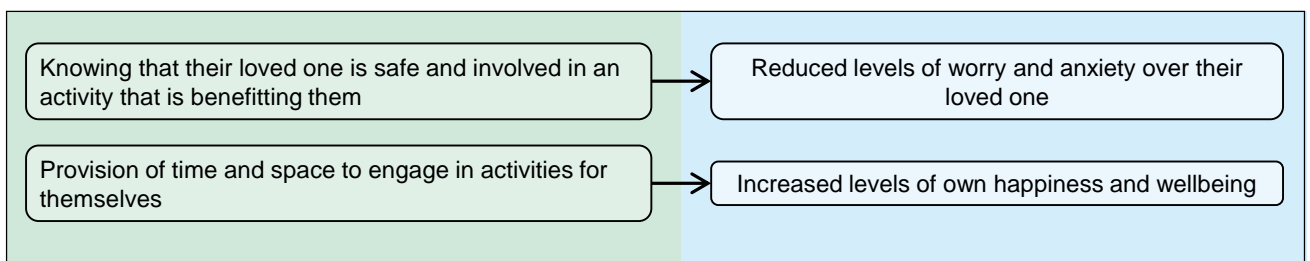 Knowing that their loved one is safe and involved in an
activity that is benefitting them
Reduced levels of worry and anxiety over their
loved one
Provision of time and space to engage in activities for
themselves
Increased levels of own happiness and wellbeing